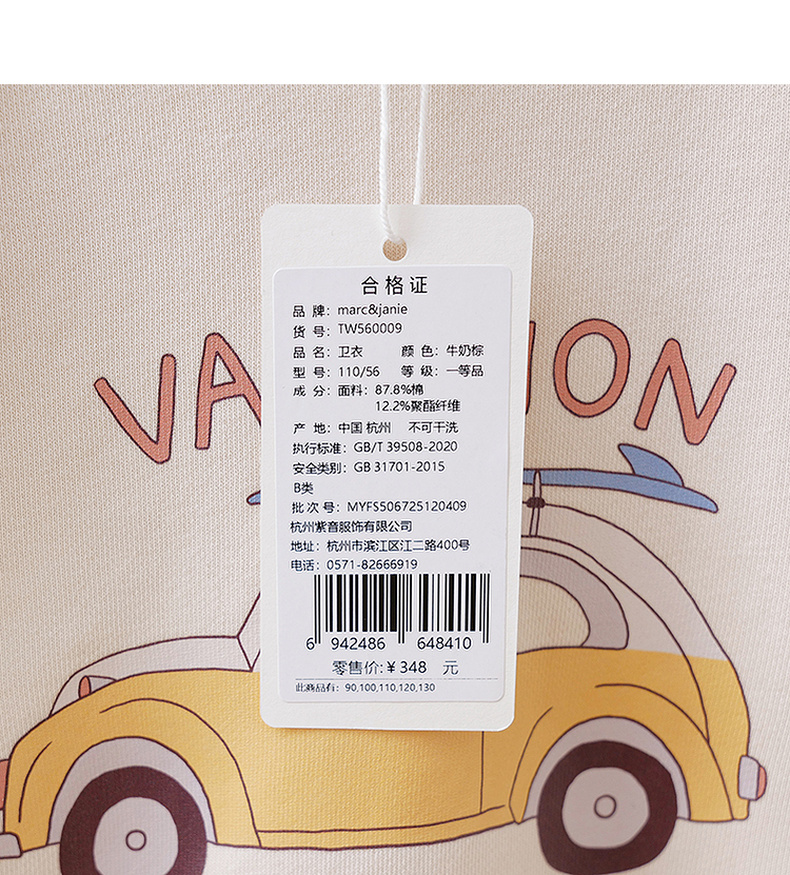 合格证
品 牌：marc&janie
货 号：TW560009
品 名：卫衣 颜 色：牛奶棕
型 号：110/56 等 级：一等品
成 分：面料：87.8%棉
12.2%聚酯纤维
产 地：中国 杭州 不可干洗
执行标准：GB/T 39508-2020
安全类别：GB 31701-2015
B类
批 次 号：MYFS506725120409
杭州紫音服饰有限公司
地址：杭州市滨江区江二路400号
电话：0571-82666919
6 942486 648410
零售价:￥348 元
此商品有：90,100,110,120,130
VA ION